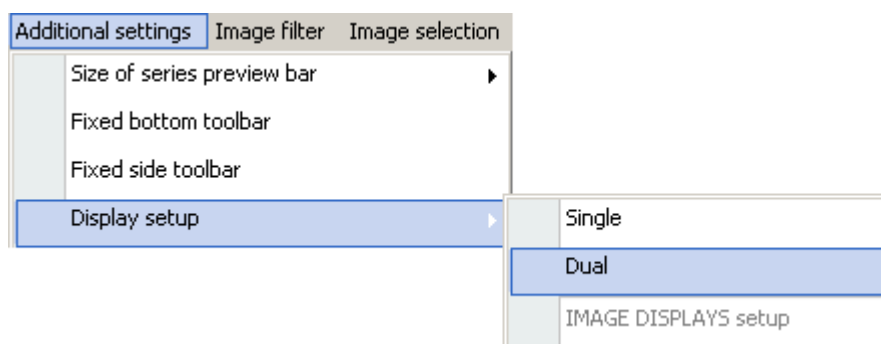 Additional settings Image filter Image selection
Size of series preview bar
Fixed bottom toolbar
Fixed side toolbar
Display setup
Single
Dual
IMAGE DISPLAYS setup